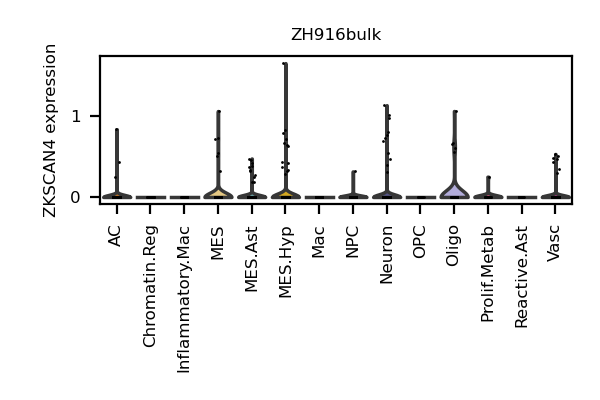 ZH916bulk
ZKSCAN4 expression
1
0
AC
Chromatin.Reg
Inflammatory.Mac
MES
MES.Ast
MES.Hyp
Mac
NPC
Neuron
OPC
Oligo
Prolif.Metab
Reactive.Ast
Vasc